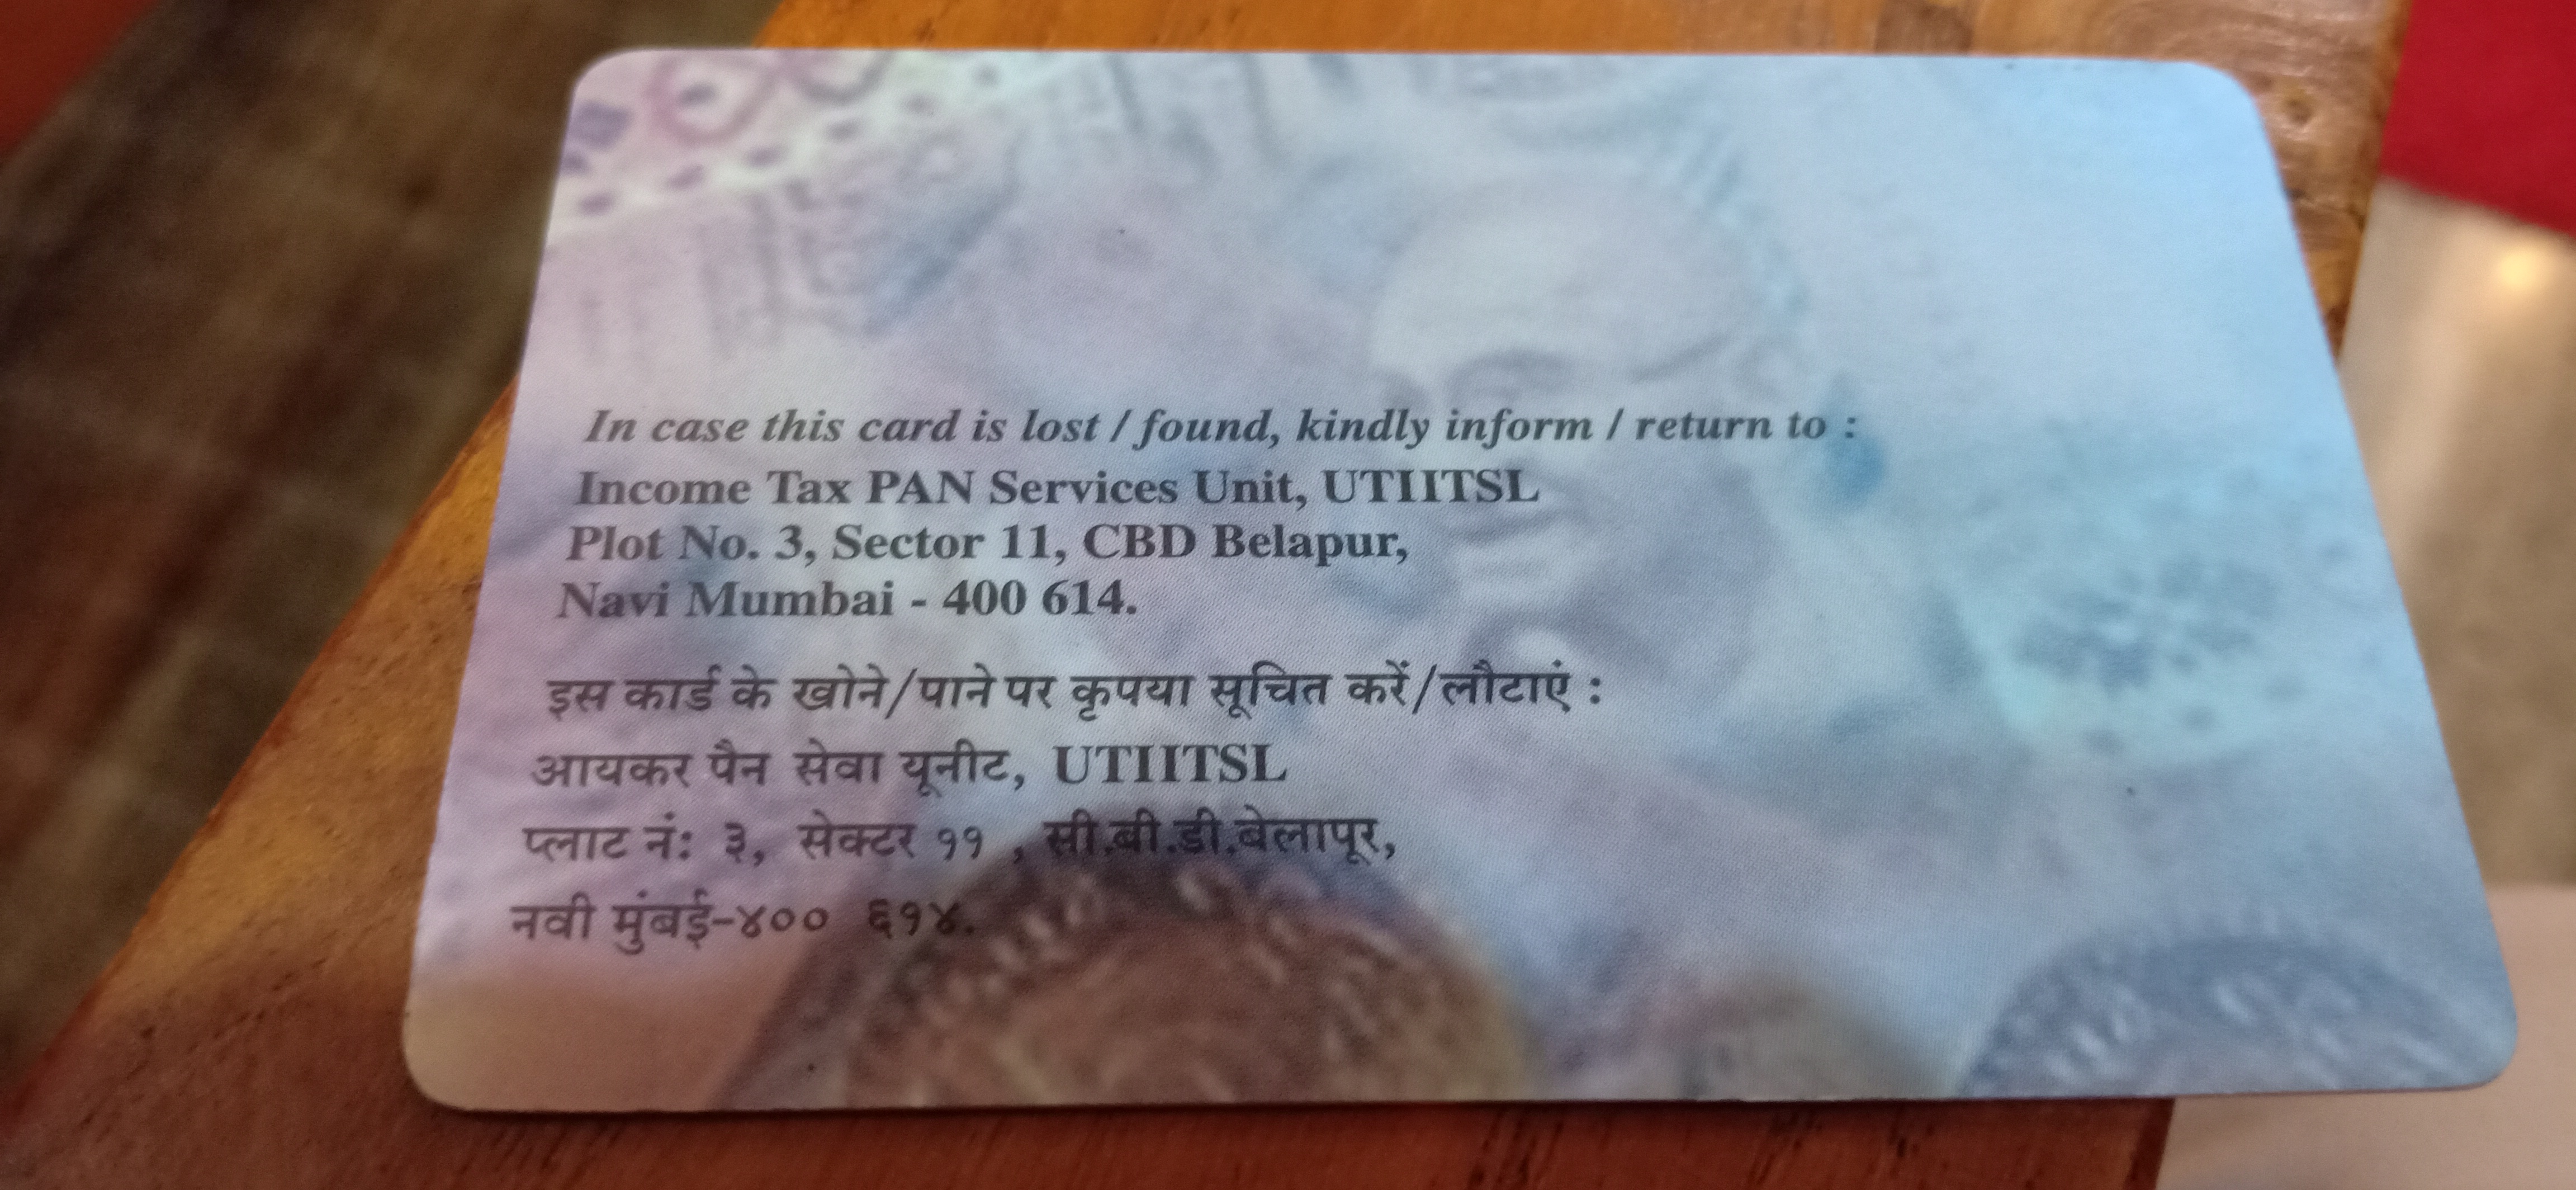 In case this card is lost / found, kindly inform / return to :
Income Tax PAN Services Unit, UTIITSL
Plot No. 3, Sector 11, CBD Belapur,
Navi Mumbai - 400 614.
इस कार्ड के खोने/पाने पर कृपया सूचित करें/लौटाएं :
आयकर पैन सेवा यूनीट, UTIITSL
प्लाट नं: ३, सेक्टर ११ , सी.बी.डी.बेलापूर,
नवी मुंबई-४०० ६१४.